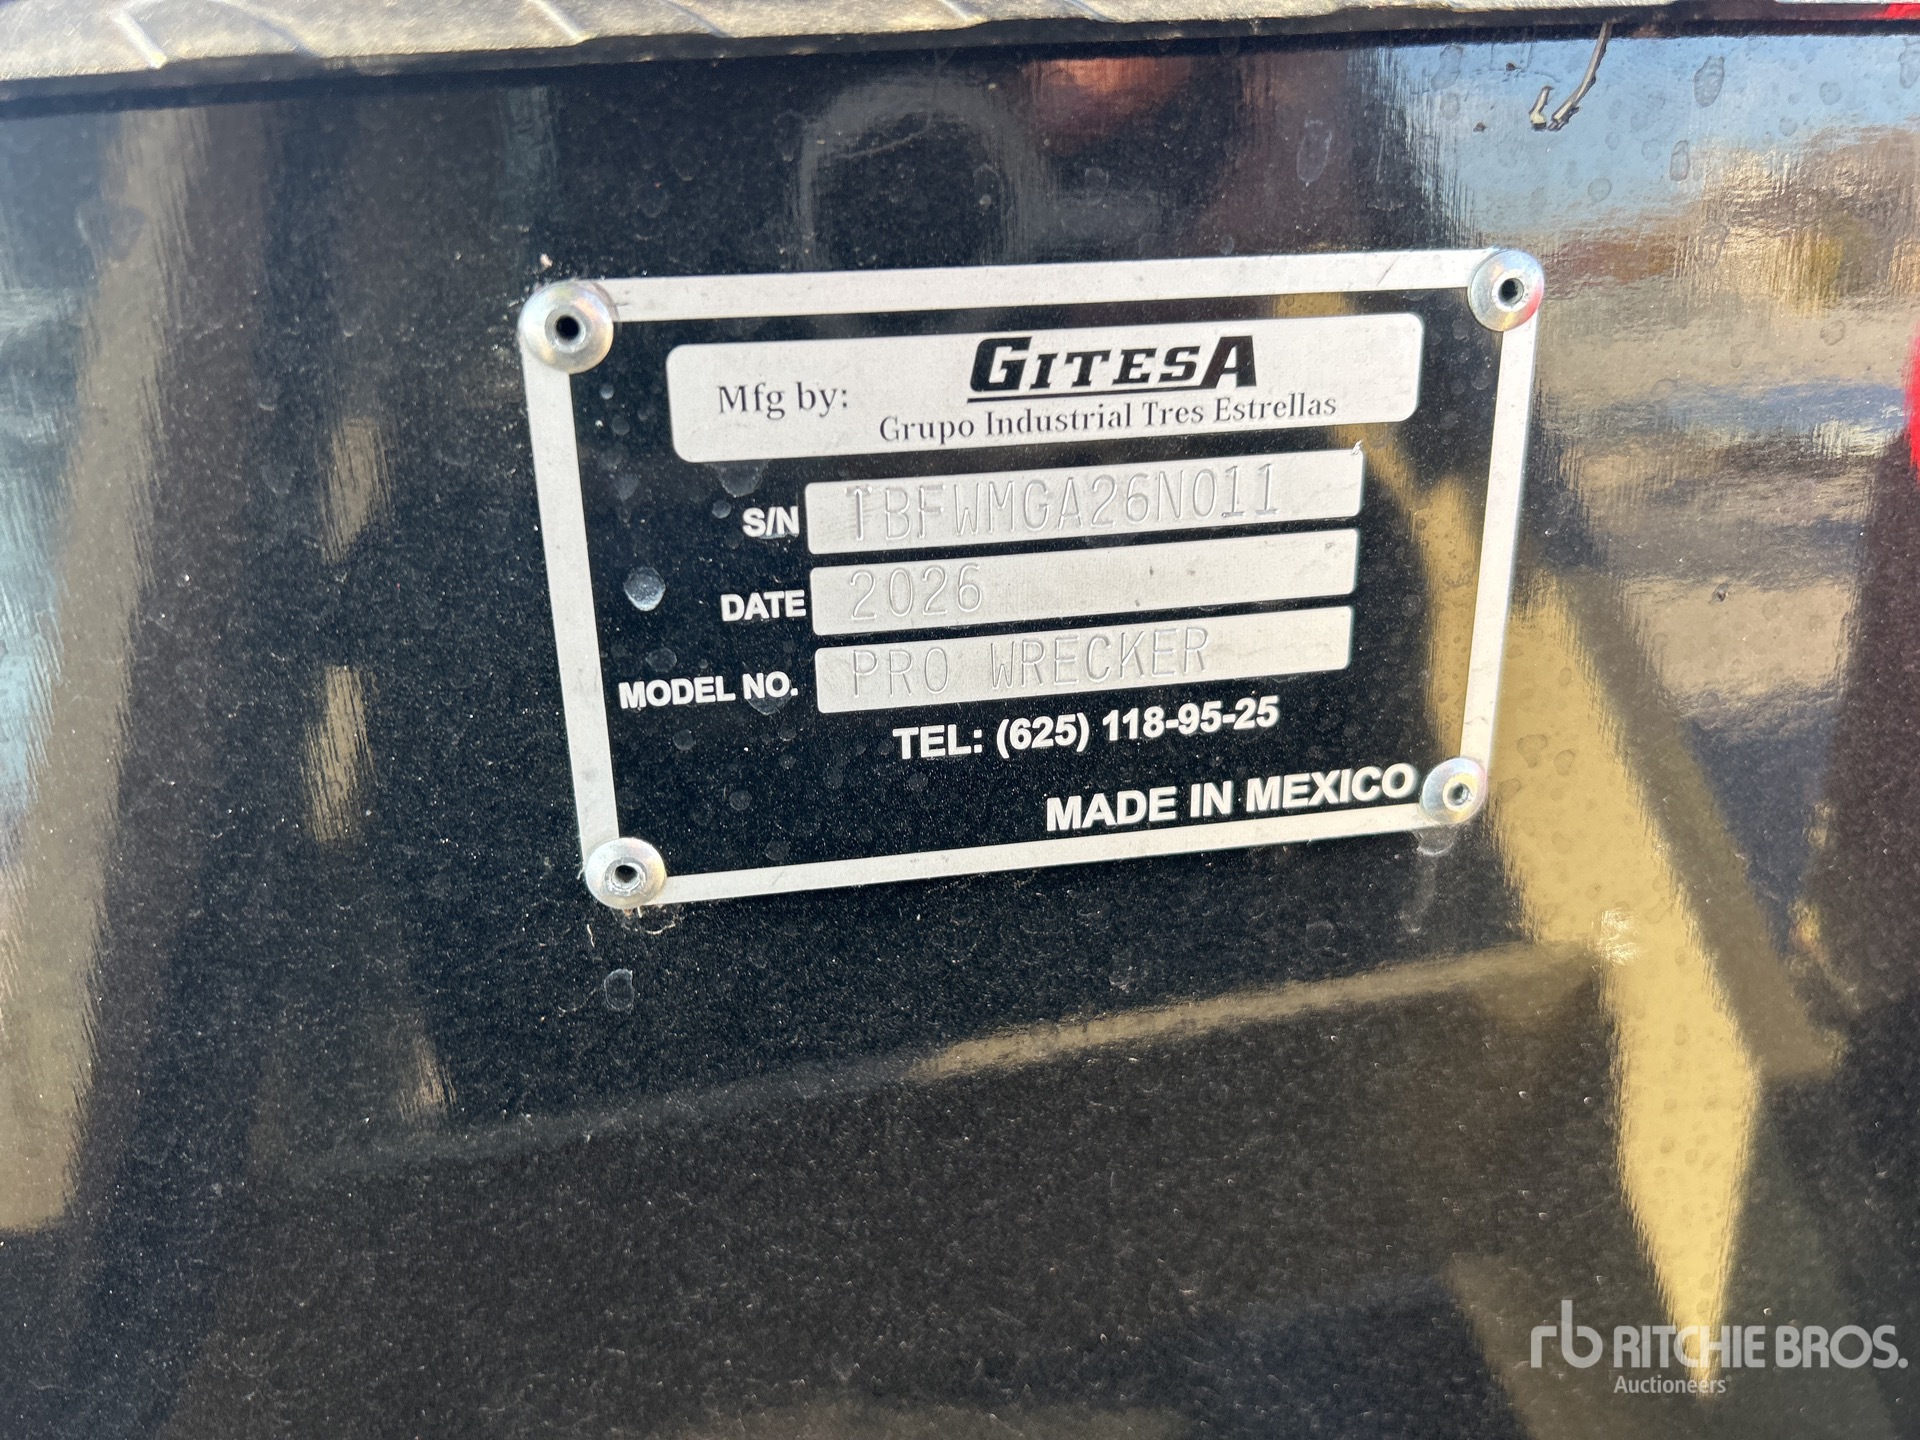 Mfg by: GITESA
Grupo Industrial Tres Estrellas
S/N TBFWMGA26N011
DATE 2026
MODEL NO. PRO WRECKER
TEL: (625) 118-95-25
MADE IN MEXICO
rb RITCHIE BROS.
Auctioneers